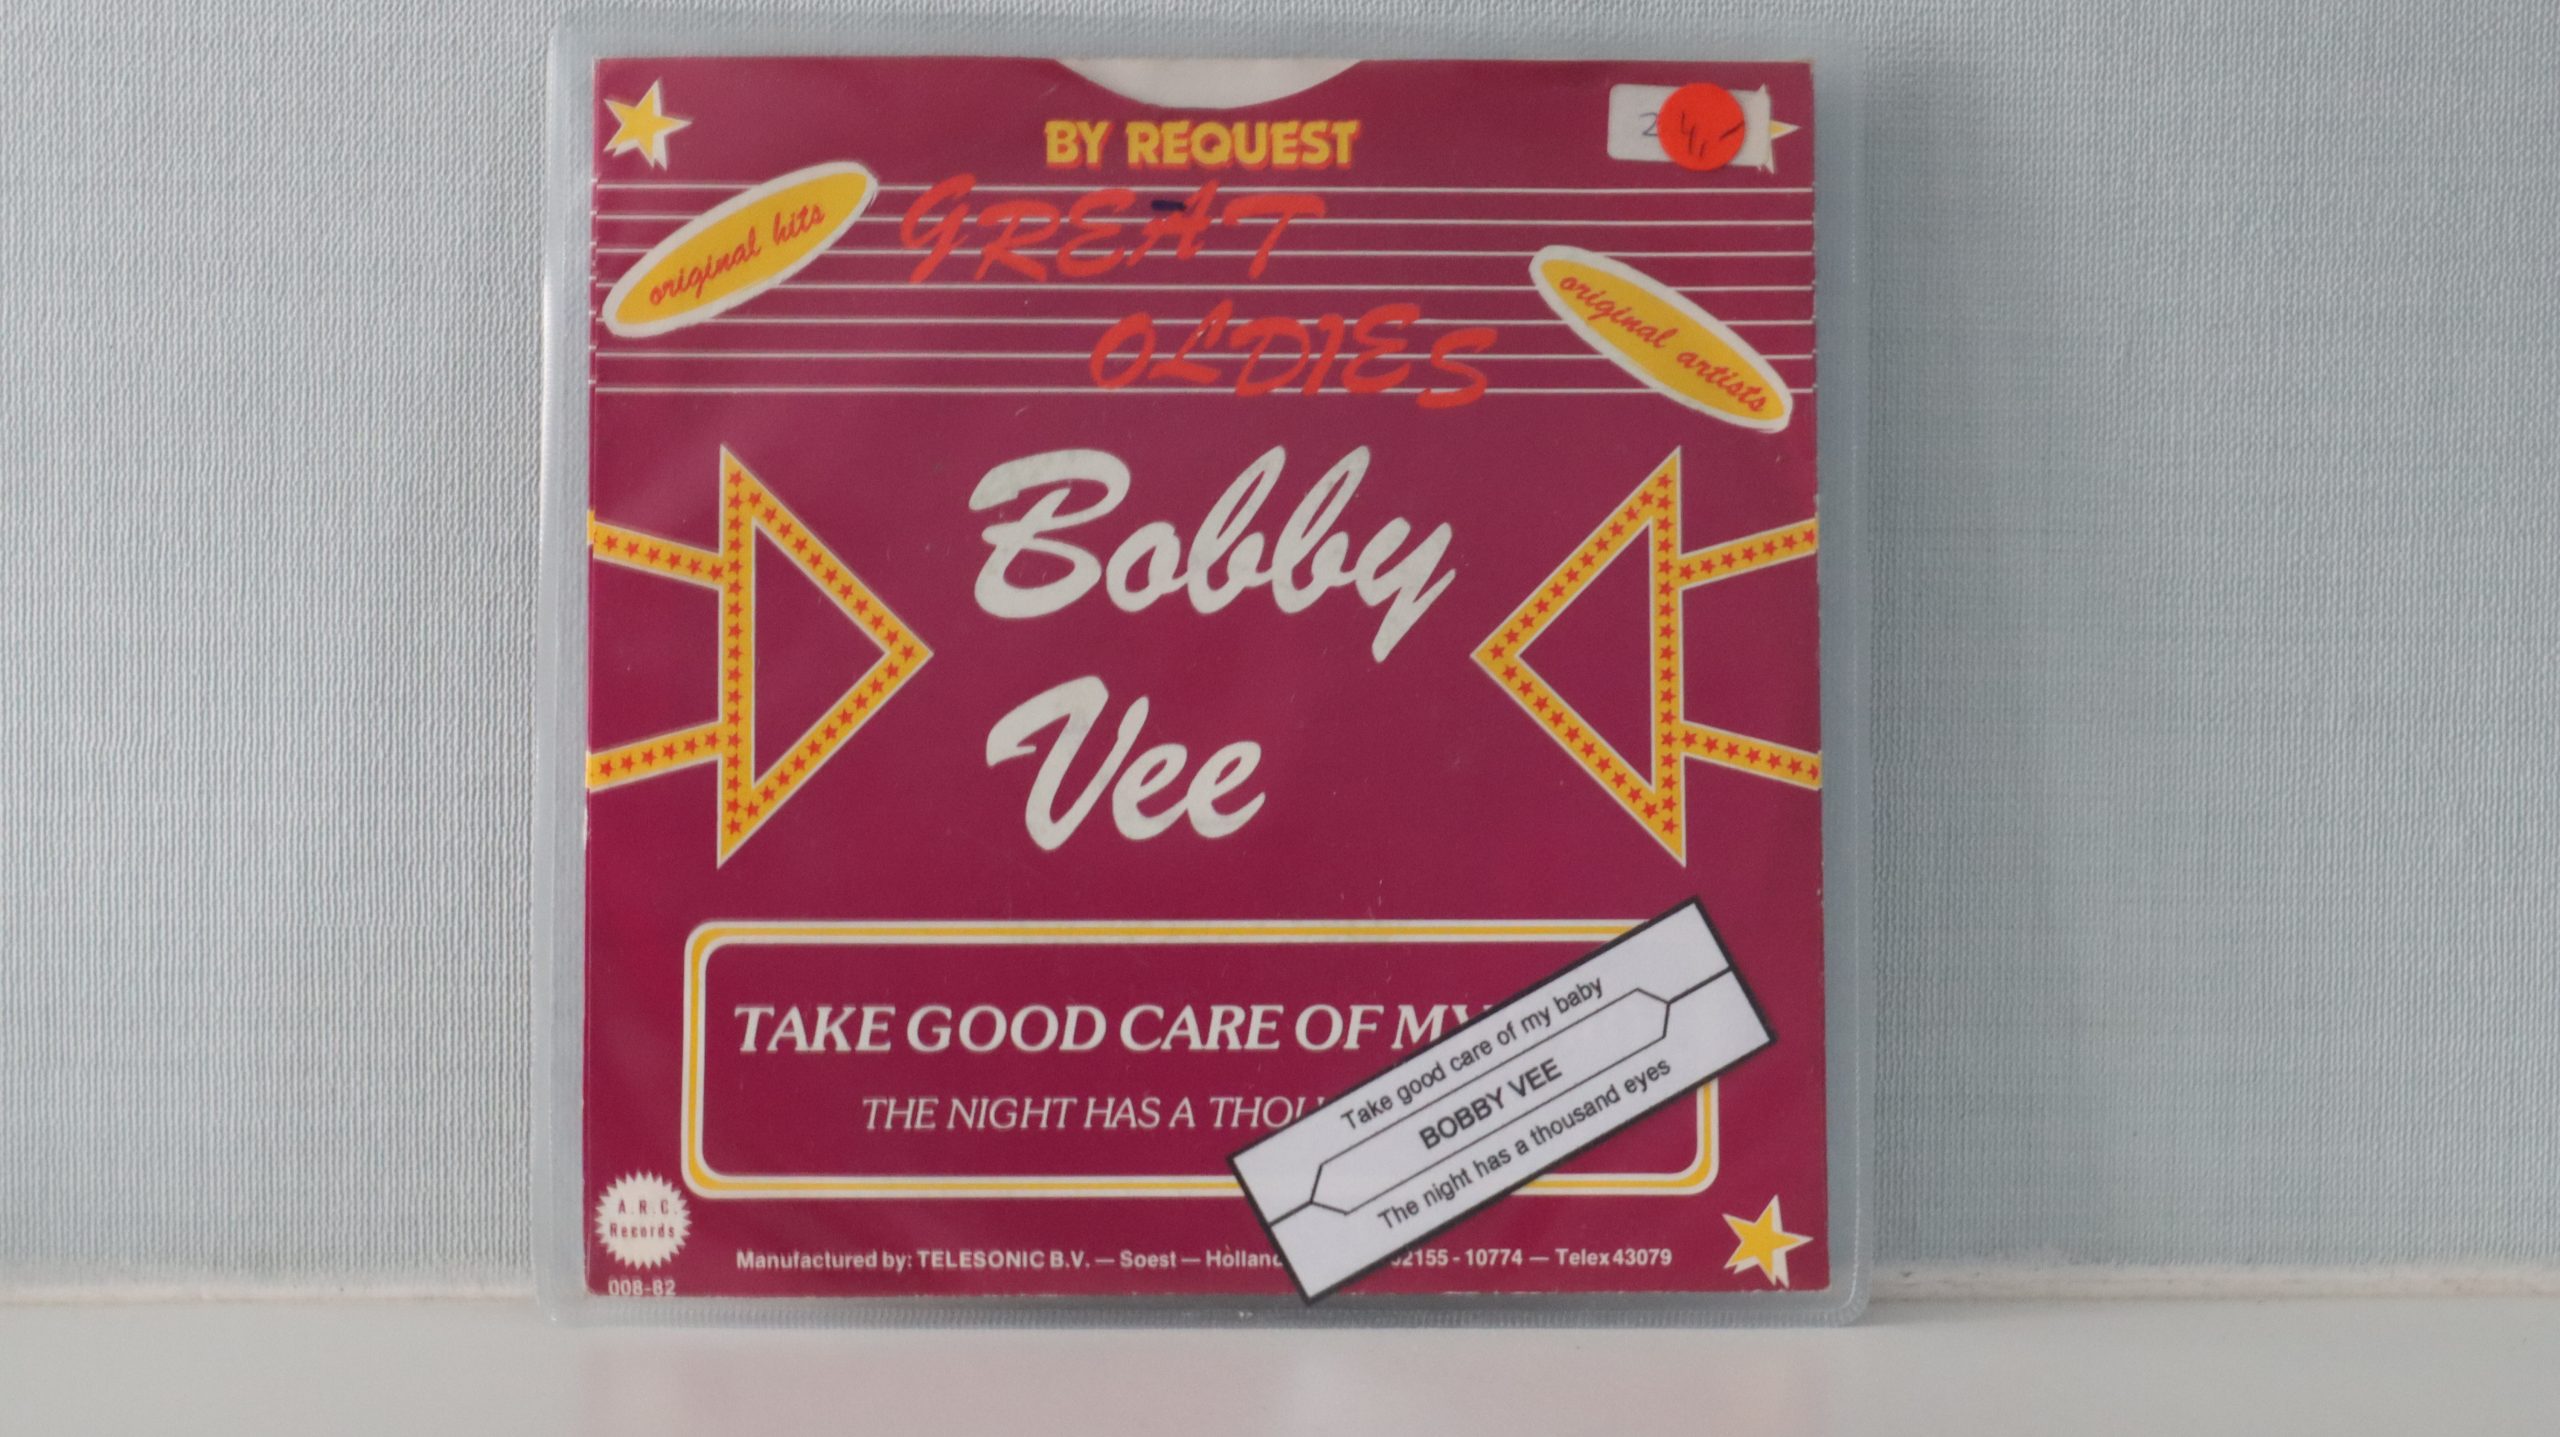 BY REQUEST
2 4,-
original hits
GREAT
OLDIES
original artists
Bobby
Vee
TAKE GOOD CARE OF MY
THE NIGHT HAS A
Take good care of my baby
BOBBY VEE
The night has a thousand eyes
A.R.C.
Records
Manufactured by: TELESONIC B.V. — Soest — Holland 02155 - 10774 — Telex 43079
008-82